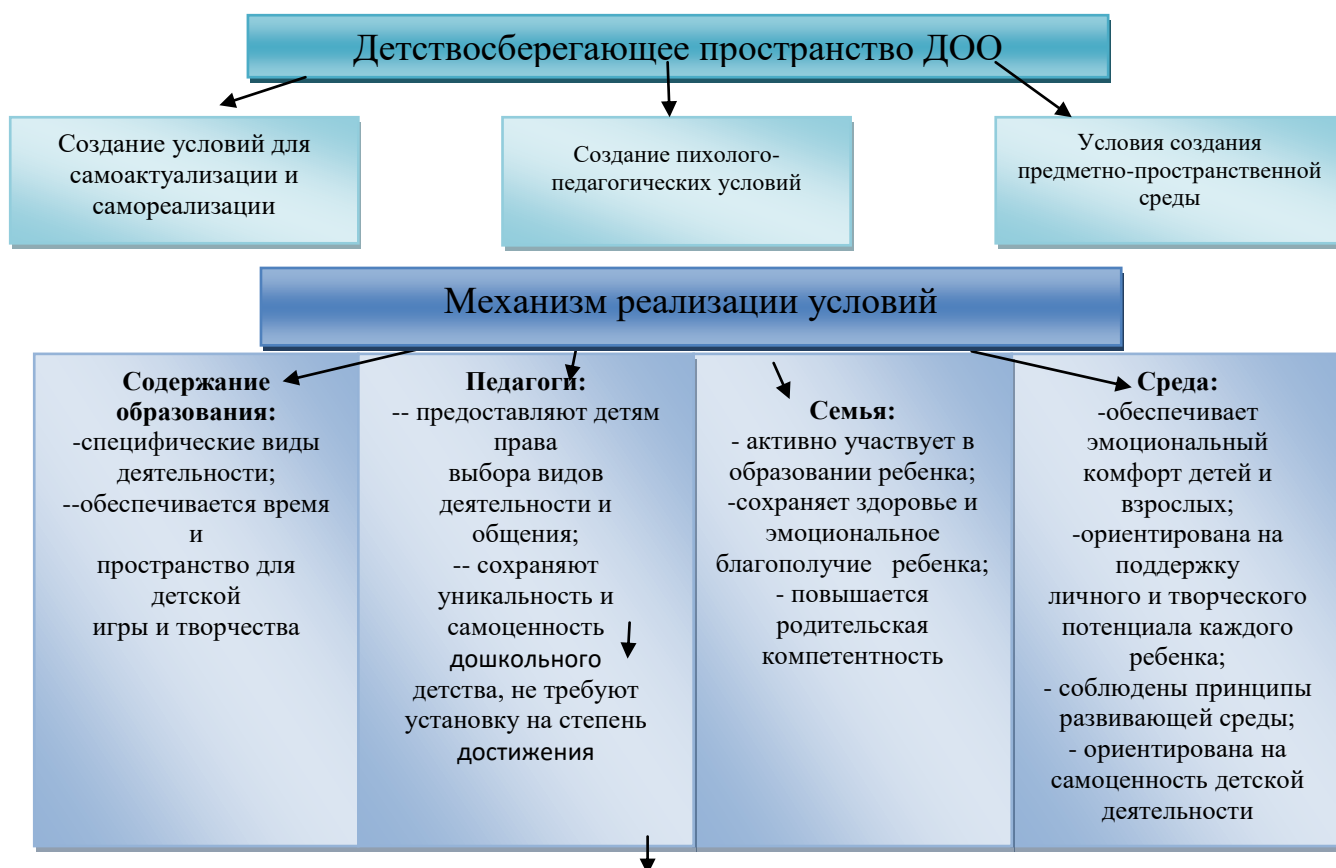 Детствосберегающее пространство ДОО
Создание условий для
самоактуализации и
самореализации
Создание пихолого-
педагогических условий
Условия создания
предметно-пространственной
среды
Механизм реализации условий
Содержание
образования:
-специфические виды
деятельности;
--обеспечивается время
и
пространство для
детской
игры и творчества
Педагоги:
-- предоставляют детям
права
выбора видов
деятельности и
общения;
-- сохраняют
уникальность и
самоценность
дошкольного
детства, не требуют
установку на степень
достижения
Семья:
- активно участвует в
образовании ребенка;
-сохраняет здоровье и
эмоциональное
благополучие ребенка;
- повышается
родительская
компетентность
Среда:
-обеспечивает
эмоциональный
комфорт детей и
взрослых;
-ориентирована на
поддержку
личного и творческого
потенциала каждого
ребенка;
- соблюдены принципы
развивающей среды;
- ориентирована на
самоценность детской
деятельности